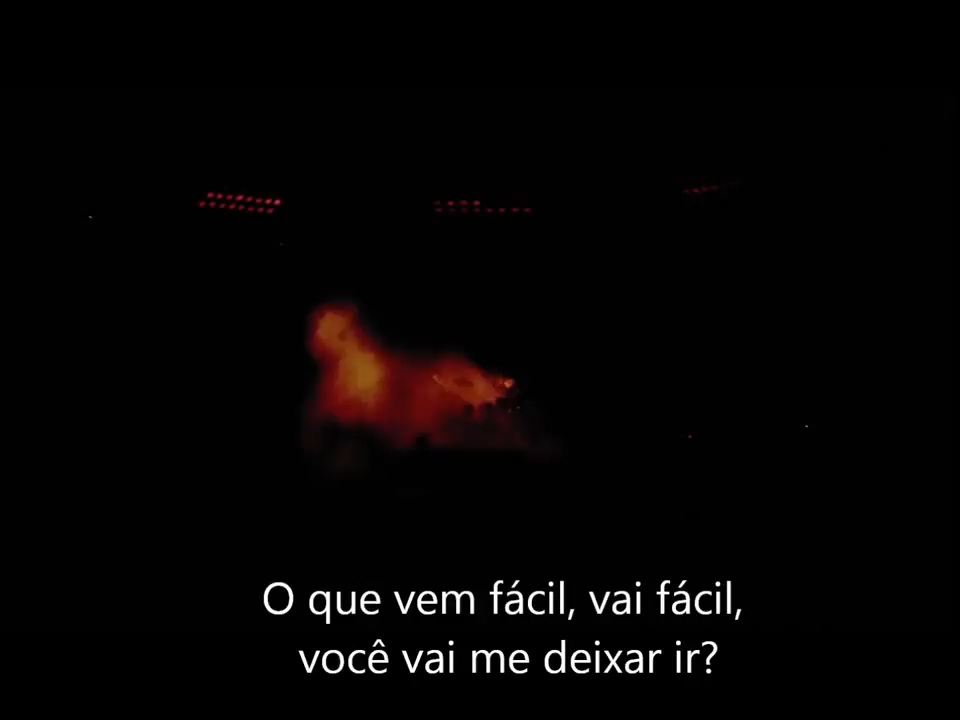 O que vem fácil, vai fácil,
você vai me deixar ir?